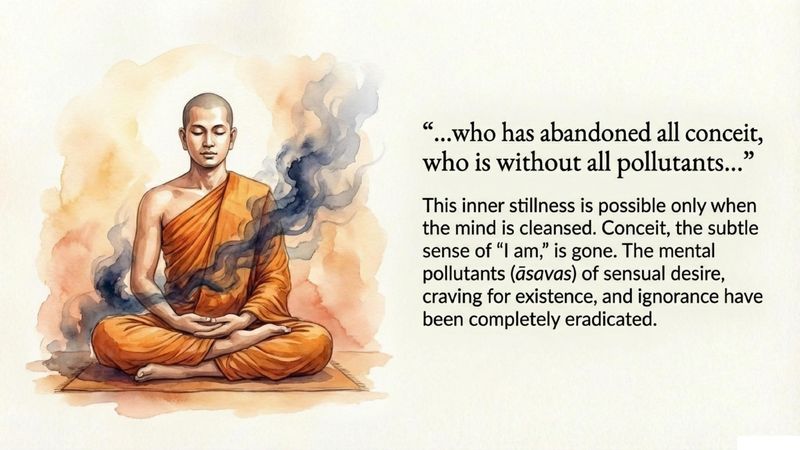 “...who has abandoned all conceit,
who is without all pollutants...”
This inner stillness is possible only when
the mind is cleansed. Conceit, the subtle
sense of “I am,” is gone. The mental
pollutants (āsavas) of sensual desire,
craving for existence, and ignorance have
been completely eradicated.